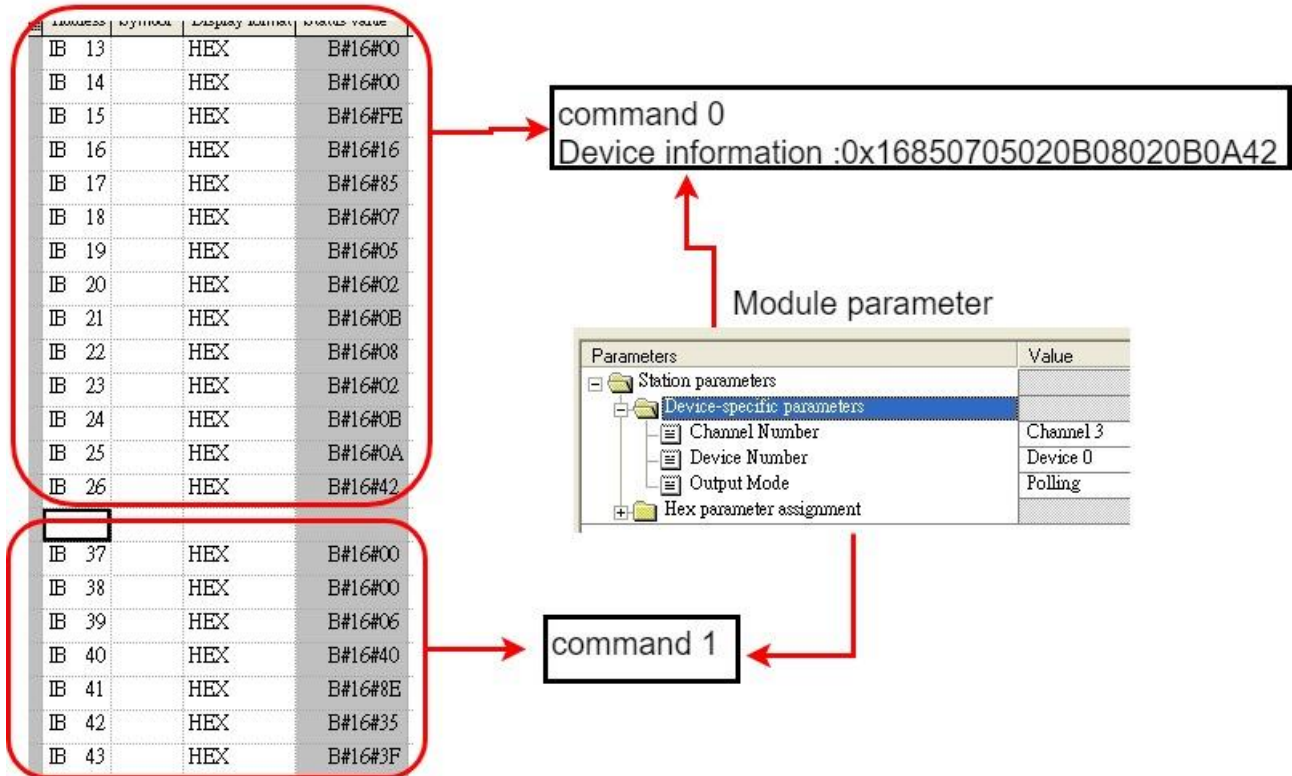 Display format Status value
IB 13 HEX B#16#00
IB 14 HEX B#16#00
IB 15 HEX B#16#FE
IB 16 HEX B#16#16
IB 17 HEX B#16#85
IB 18 HEX B#16#07
IB 19 HEX B#16#05
IB 20 HEX B#16#02
IB 21 HEX B#16#0B
IB 22 HEX B#16#08
IB 23 HEX B#16#02
IB 24 HEX B#16#0B
IB 25 HEX B#16#0A
IB 26 HEX B#16#42
IB 37 HEX B#16#00
IB 38 HEX B#16#00
IB 39 HEX B#16#06
IB 40 HEX B#16#40
IB 41 HEX B#16#8E
IB 42 HEX B#16#35
IB 43 HEX B#16#3F
command 0
Device information :0x16850705020B08020B0A42
Module parameter
Parameters Value
Station parameters
Device-specific parameters
Channel Number Channel 3
Device Number Device 0
Output Mode Polling
Hex parameter assignment
command 1